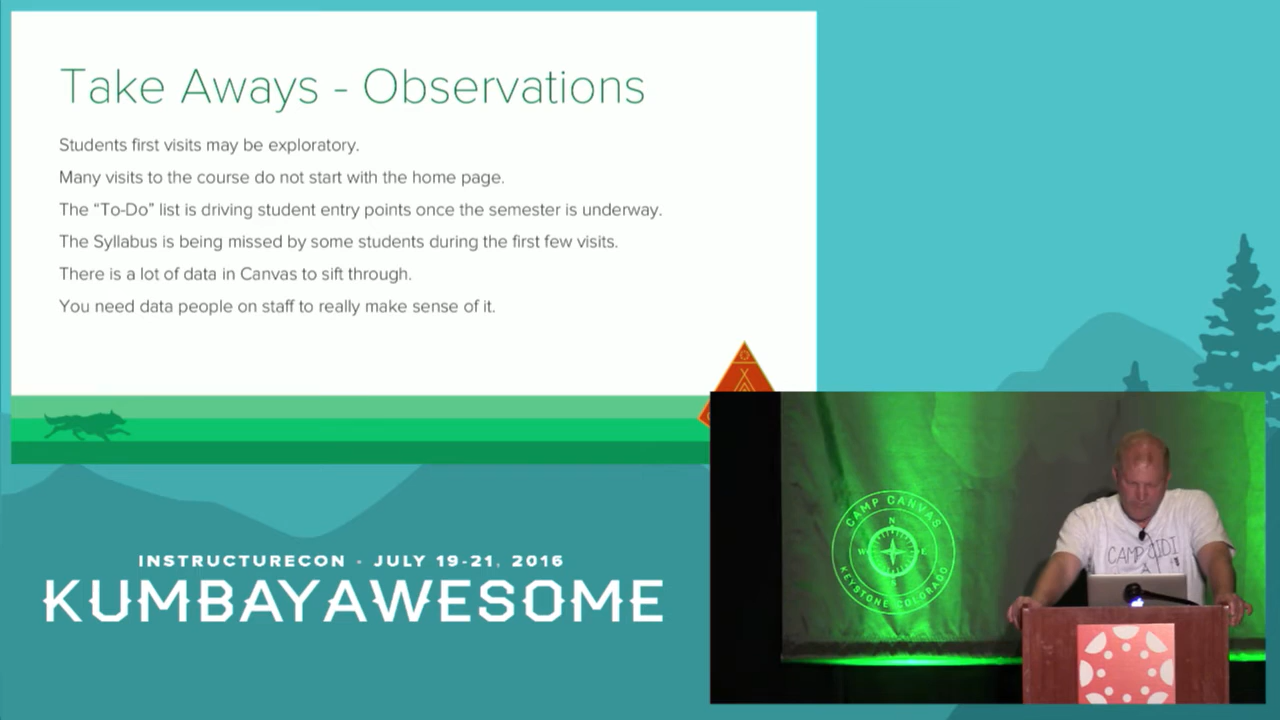 Take Aways - Observations
Students first visits may be exploratory.
Many visits to the course do not start with the home page.
The “To-Do” list is driving student entry points once the semester is underway.
The Syllabus is being missed by some students during the first few visits.
There is a lot of data in Canvas to sift through.
You need data people on staff to really make sense of it.
INSTRUCTURECON • JULY 19-21, 2016
KUMBAYAWESOME
CAMP CANVAS
N
W
E
KEYSTONE COLORADO
CAMP